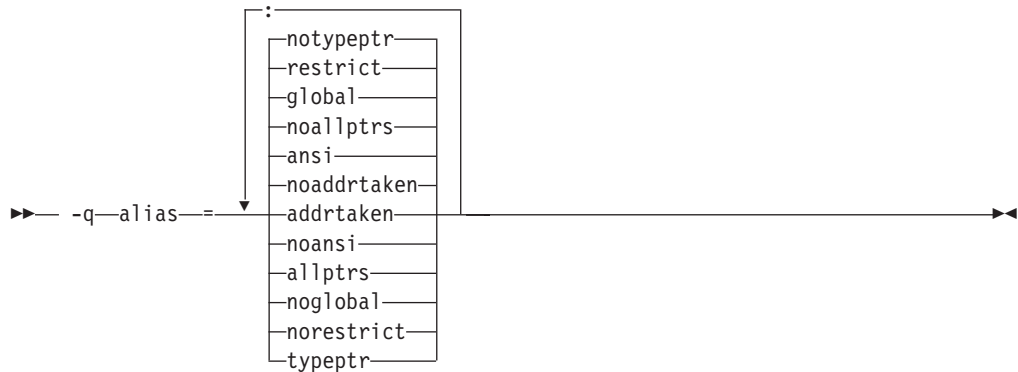 :
notypeptr
restrict
global
noallptrs
ansi
noaddrtaken
-q alias = addrtaken
noansi
allptrs
noglobal
norestrict
typeptr